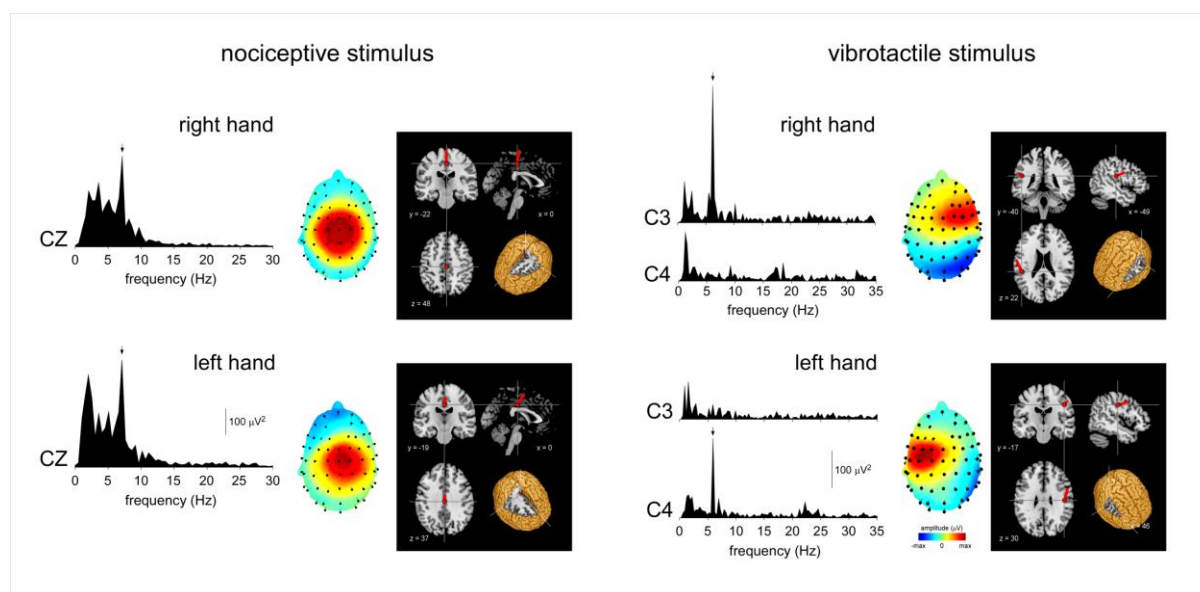 nociceptive stimulus
vibrotactile stimulus
right hand
CZ
0 5 10 15 20 25 30
frequency (Hz)
y = -22
x = 0
z = 48
right hand
C3
C4
0 5 10 15 20 25 30 35
frequency (Hz)
y = -40
x = -49
z = 22
left hand
100 μV²
CZ
0 5 10 15 20 25 30
frequency (Hz)
y = -19
x = 0
z = 37
left hand
C3
100 μV²
C4
0 5 10 15 20 25 30 35
frequency (Hz)
amplitude (μV)
-max 0 max
y = -17
z = 30